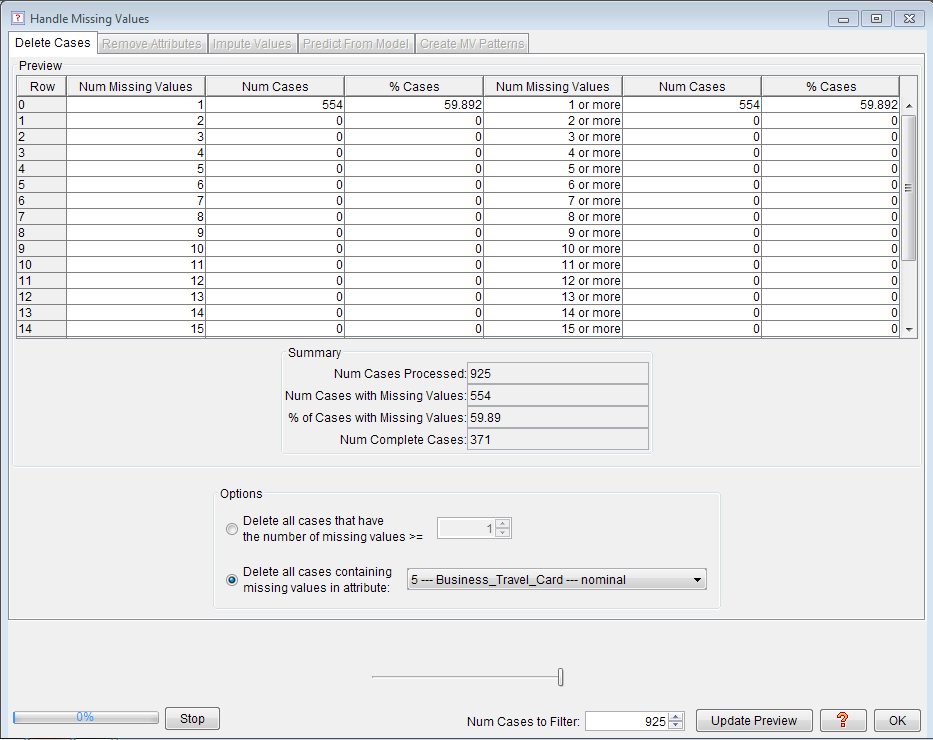 ? Handle Missing Values
Delete Cases Remove Attributes Impute Values Predict From Model Create MV Patterns
Preview
Row Num Missing Values Num Cases % Cases Num Missing Values Num Cases % Cases
0 1 554 59.892 1 or more 554 59.892
1 2 0 0 2 or more 0 0
2 3 0 0 3 or more 0 0
3 4 0 0 4 or more 0 0
4 5 0 0 5 or more 0 0
5 6 0 0 6 or more 0 0
6 7 0 0 7 or more 0 0
7 8 0 0 8 or more 0 0
8 9 0 0 9 or more 0 0
9 10 0 0 10 or more 0 0
10 11 0 0 11 or more 0 0
11 12 0 0 12 or more 0 0
12 13 0 0 13 or more 0 0
13 14 0 0 14 or more 0 0
14 15 0 0 15 or more 0 0
Summary
Num Cases Processed: 925
Num Cases with Missing Values: 554
% of Cases with Missing Values: 59.89
Num Complete Cases: 371
Options
Delete all cases that have
the number of missing values >= 1
Delete all cases containing
missing values in attribute: 5 --- Business_Travel_Card --- nominal
0% Stop Num Cases to Filter: 925 Update Preview ? OK